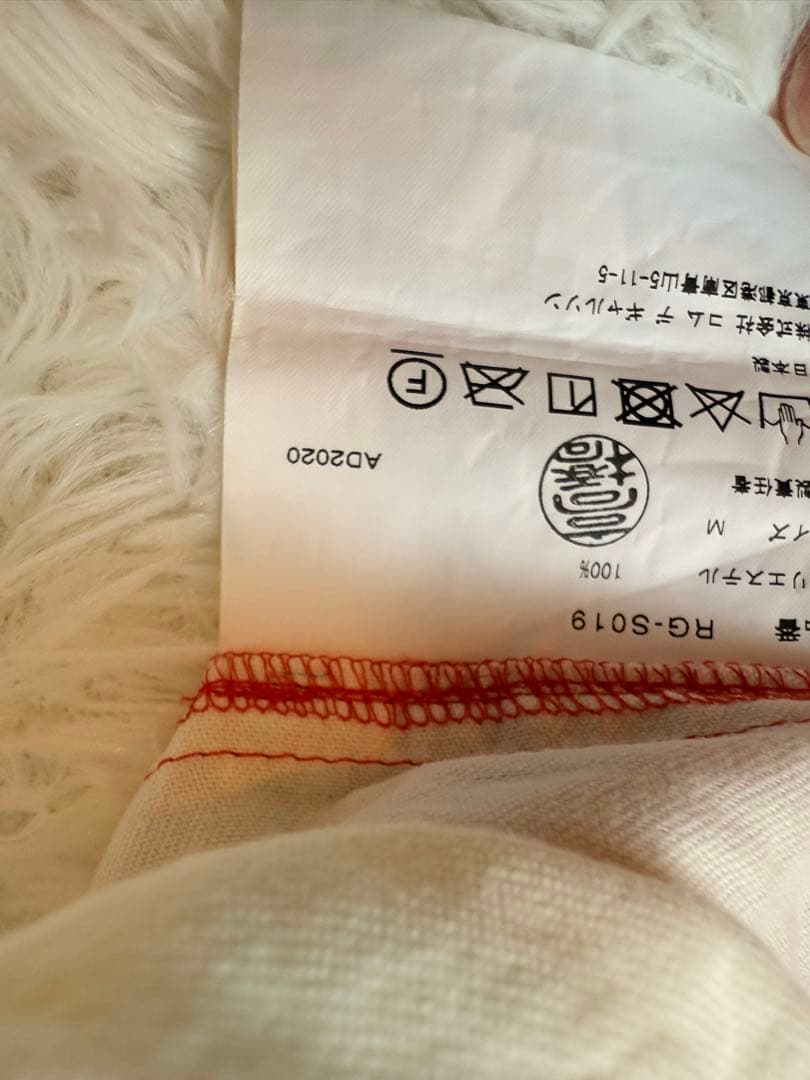 番 RG-S019
リエステル 100%
イズ M
製責任者
AD2020
F
日本製
株式会社 コム デ ギャルソン
東京都港区南青山5-11-5